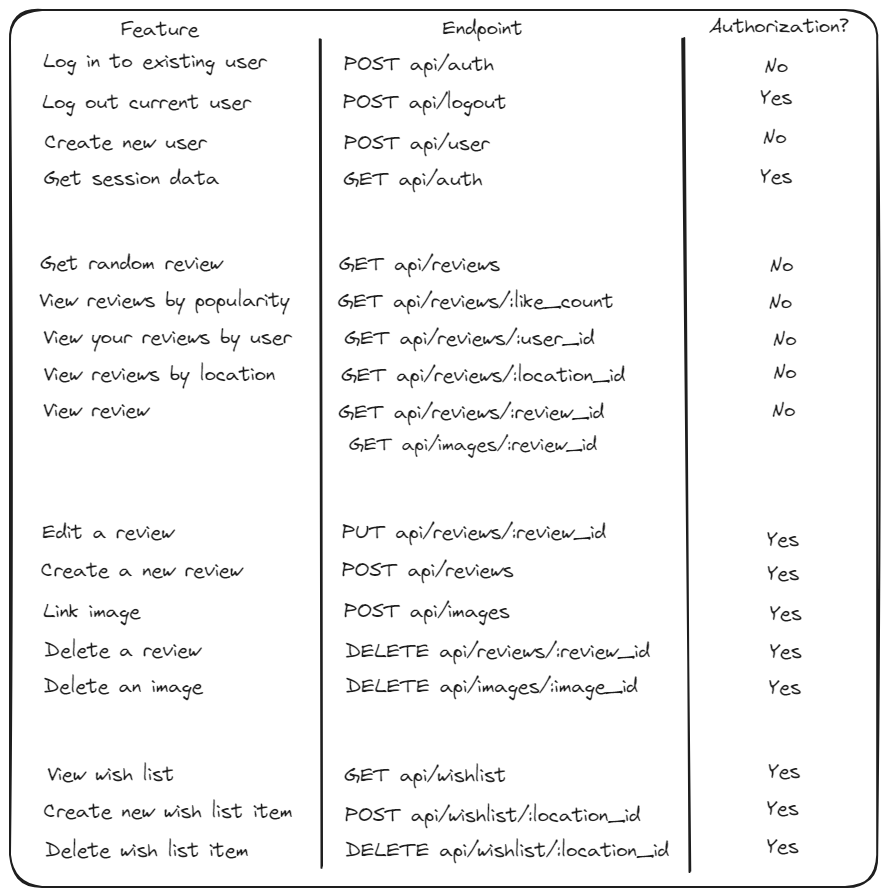 Feature Endpoint Authorization?
Log in to existing user POST api/auth No
Log out current user POST api/logout Yes
Create new user POST api/user No
Get session data GET api/auth Yes
Get random review GET api/reviews No
View reviews by popularity GET api/reviews/:like_count No
View your reviews by user GET api/reviews/:user_id No
View reviews by location GET api/reviews/:location_id No
View review GET api/reviews/:review_id No
GET api/images/:review_id
Edit a review PUT api/reviews/:review_id Yes
Create a new review POST api/reviews Yes
Link image POST api/images Yes
Delete a review DELETE api/reviews/:review_id Yes
Delete an image DELETE api/images/:image_id Yes
View wish list GET api/wishlist Yes
Create new wish list item POST api/wishlist/:location_id Yes
Delete wish list item DELETE api/wishlist/:location_id Yes